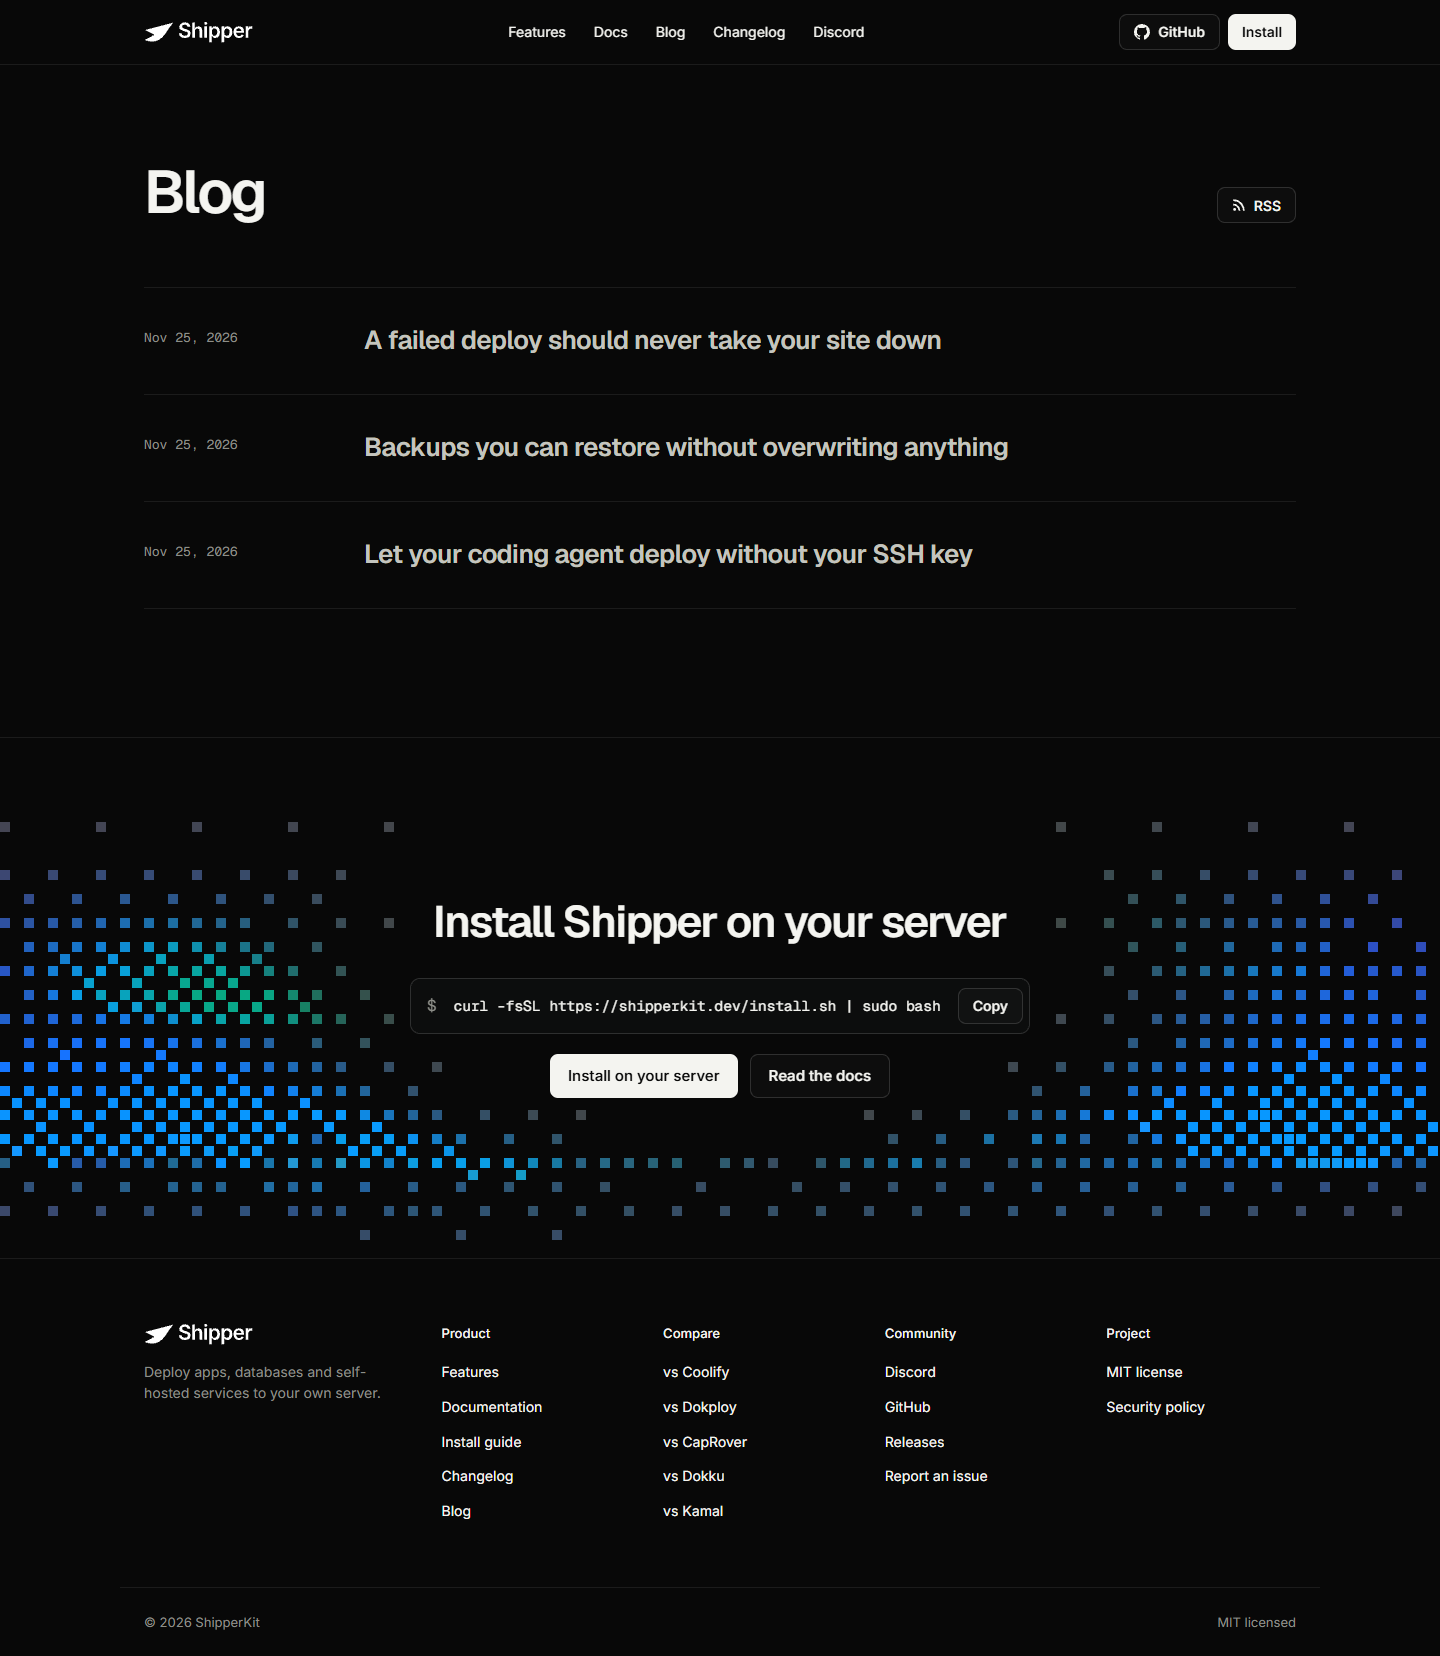 Shipper
Features Docs Blog Changelog Discord
GitHub
Install
Blog
RSS
Nov 25, 2026
A failed deploy should never take your site down
Nov 25, 2026
Backups you can restore without overwriting anything
Nov 25, 2026
Let your coding agent deploy without your SSH key
Install Shipper on your server
$ curl -fsSL https://shipperkit.dev/install.sh | sudo bash
Copy
Install on your server
Read the docs
Shipper
Deploy apps, databases and self-
hosted services to your own server.
Product
Features
Documentation
Install guide
Changelog
Blog
Compare
vs Coolify
vs Dokploy
vs CapRover
vs Dokku
vs Kamal
Community
Discord
GitHub
Releases
Report an issue
Project
MIT license
Security policy
© 2026 ShipperKit
MIT licensed